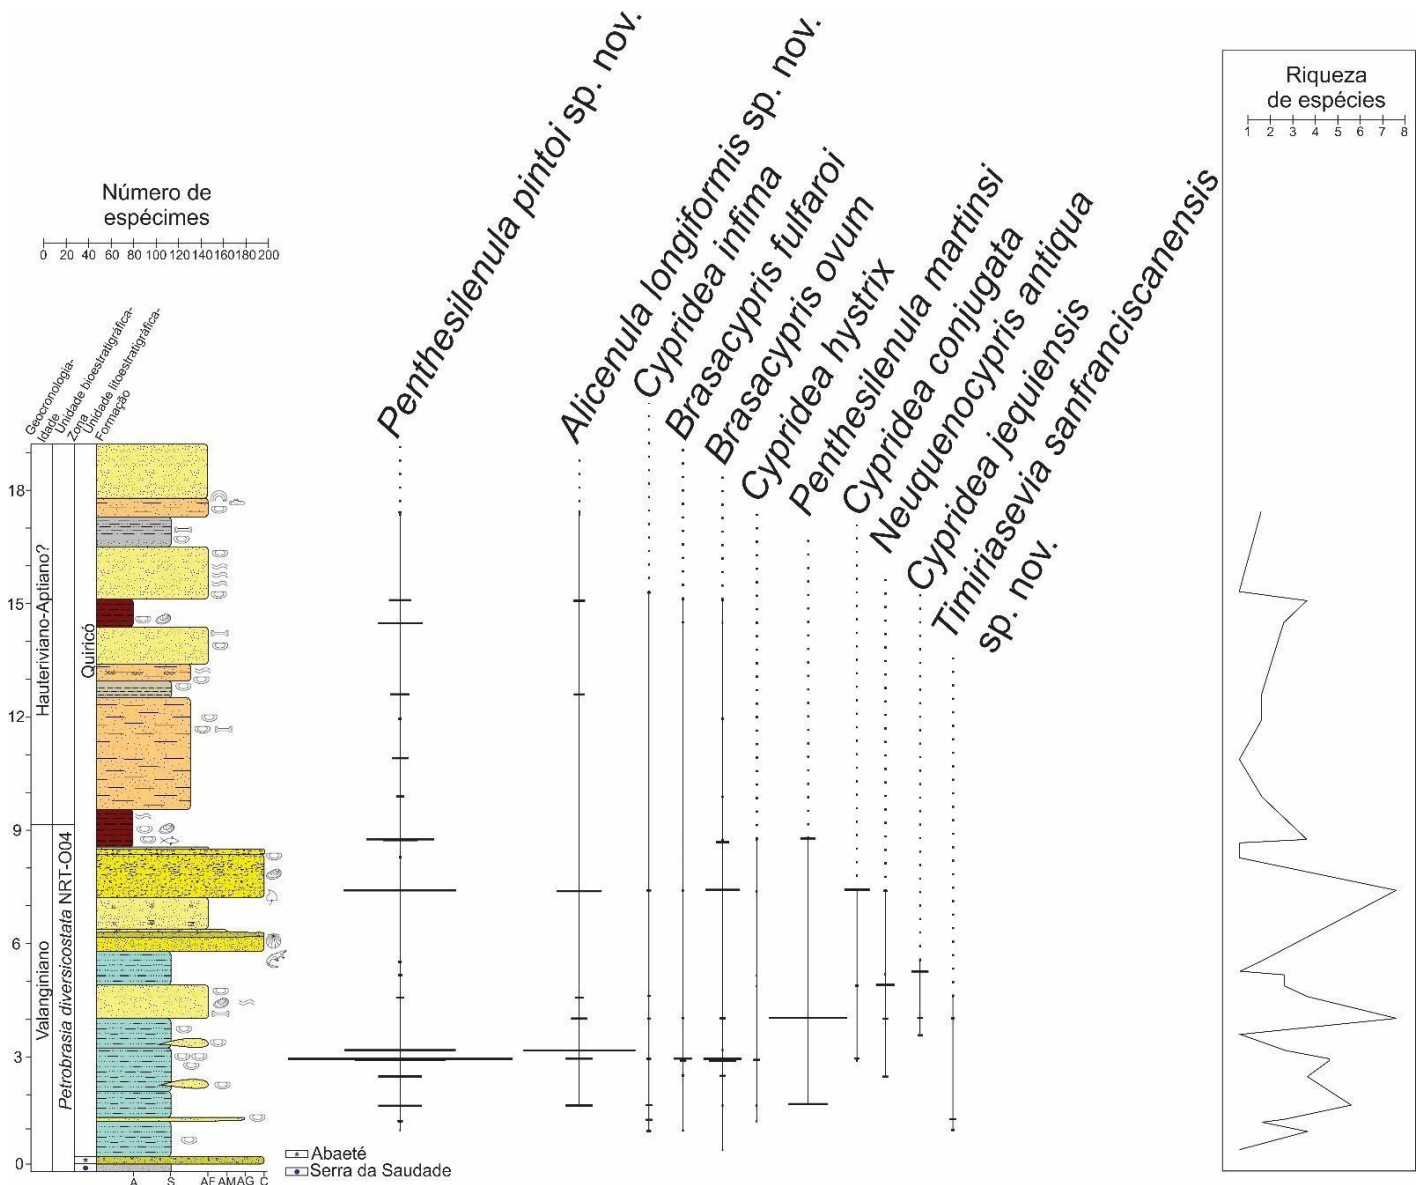 Penthesilenula pintoi sp. nov.
Alicenula longiformis sp. nov.
Cypridea infima
Brasacypris fulfaroi
Brasacypris ovum
Cypridea hystrix
Penthesilenula martinsi
Cypridea conjugata
Neuquenocypris antiqua
Cypridea jequiensis
Timiriasevia sanfranciscanensis
sp. nov.
Riqueza
de espécies
1 2 3 4 5 6 7 8
Número de
espécimes
0 20 40 60 80 100 120 140 160 180 200
Geocronologia-
Idade
Unidade bioestratigráfica-
Zona
Unidade litoestratigráfica-
Formação
18
15
12
9
6
3
0
Hauteriviano-Aptiano?
Valanginiano
Petrobrasia diversicostata NRT-O04
Quiricó
Abaeté
Serra da Saudade
A S AF AM AG C